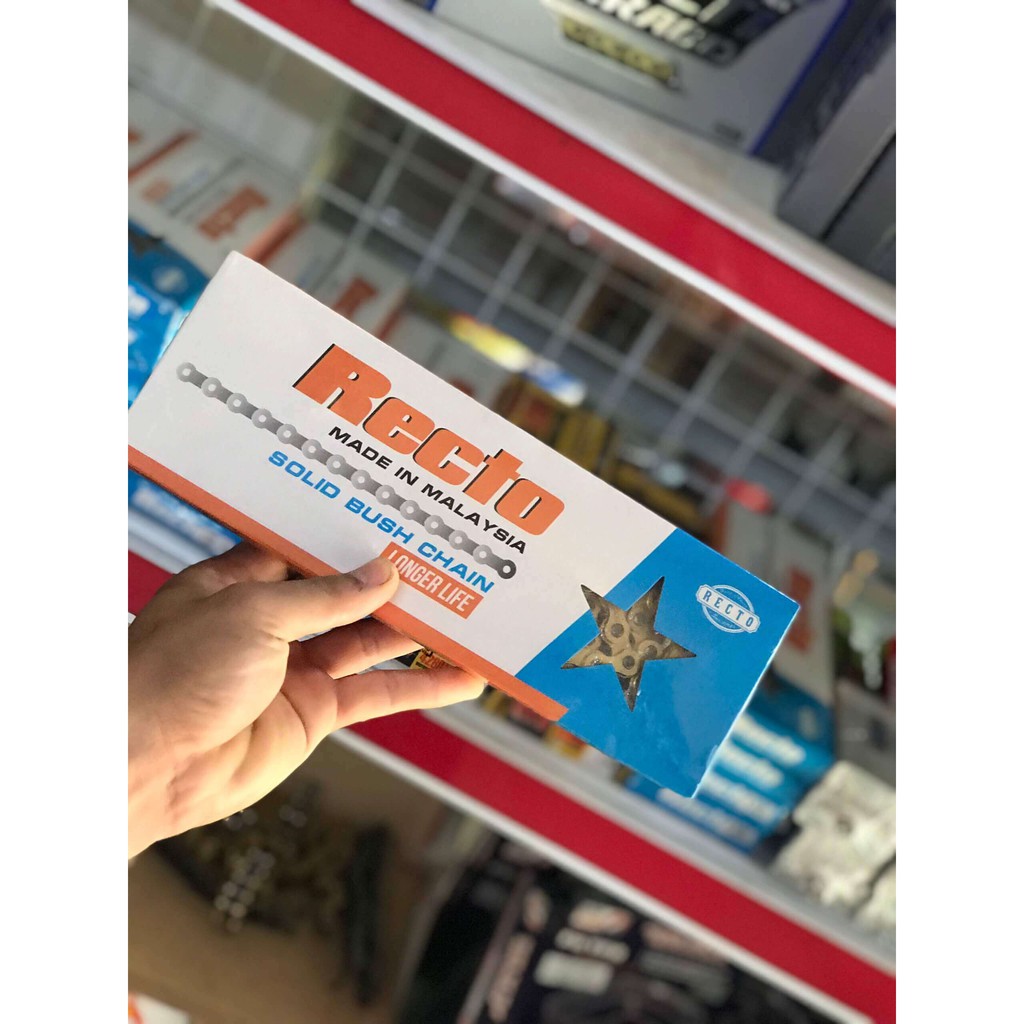 Recto
MADE IN MALAYSIA
SOLID BUSH CHAIN
LONGER LIFE
RECTO